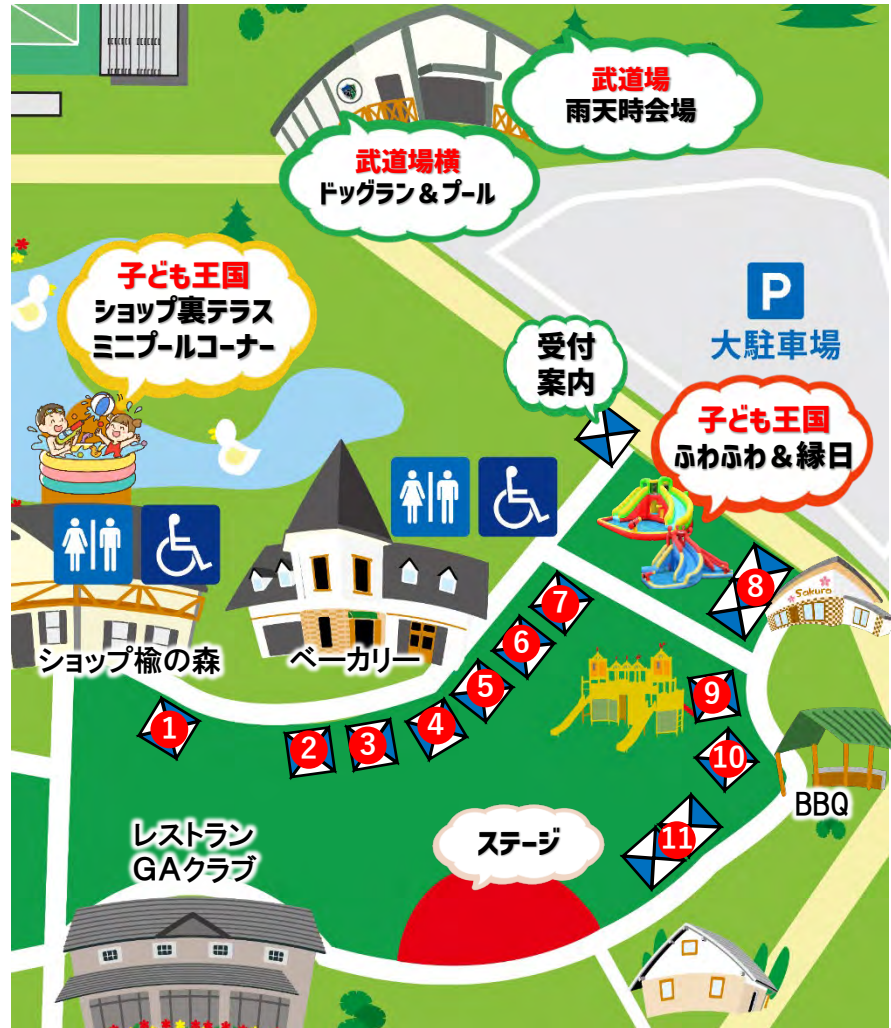 武道場
雨天時会場
武道場横
ドッグラン＆プール
子ども王国
ショップ裏テラス
ミニプールコーナー
P
大駐車場
受付
案内
子ども王国
ふわふわ＆縁日
ショップ楡の森
ベーカリー
Sakura
1
2
3
4
5
6
7
8
9
10
11
BBQ
レストラン
GAクラブ
ステージ